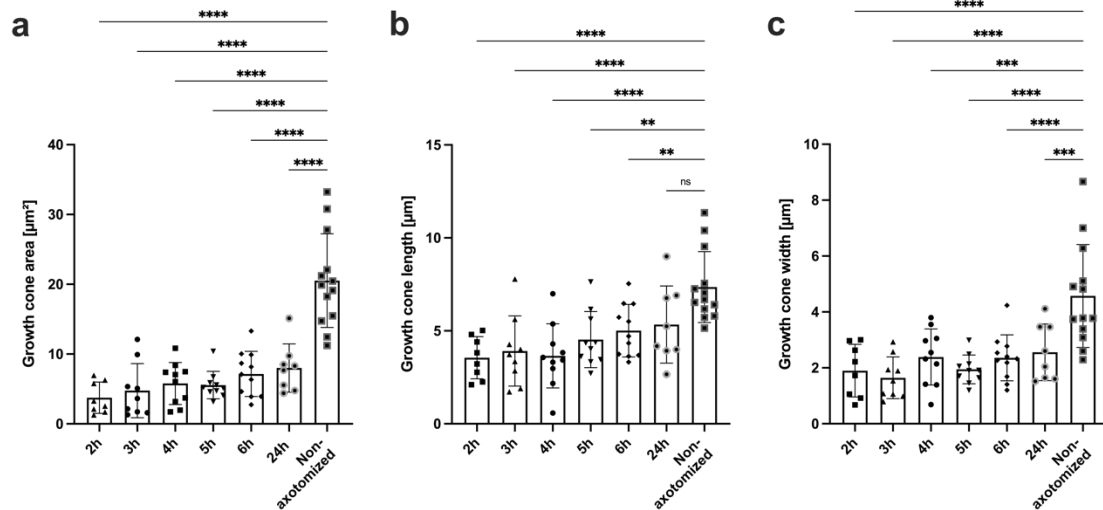 a
****
****
****
****
****
****
Growth cone area [µm²]
40
30
20
10
0
2h
3h
4h
5h
6h
24h
Non-
axotomized
b
****
****
****
**
**
ns
Growth cone length [µm]
15
10
5
0
2h
3h
4h
5h
6h
24h
Non-
axotomized
c
****
****
***
****
****
***
Growth cone width [µm]
10
8
6
4
2
0
2h
3h
4h
5h
6h
24h
Non-
axotomized